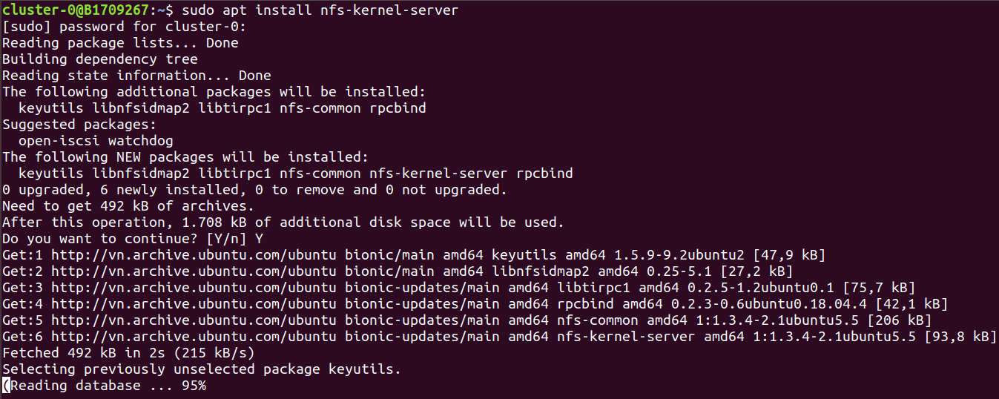 cluster-0@B1709267:~$ sudo apt install nfs-kernel-server
[sudo] password for cluster-0:
Reading package lists... Done
Building dependency tree
Reading state information... Done
The following additional packages will be installed:
  keyutils libnfsidmap2 libtirpc1 nfs-common rpcbind
Suggested packages:
  open-iscsi watchdog
The following NEW packages will be installed:
  keyutils libnfsidmap2 libtirpc1 nfs-common nfs-kernel-server rpcbind
0 upgraded, 6 newly installed, 0 to remove and 0 not upgraded.
Need to get 492 kB of archives.
After this operation, 1.708 kB of additional disk space will be used.
Do you want to continue? [Y/n] Y
Get:1 http://vn.archive.ubuntu.com/ubuntu bionic/main amd64 keyutils amd64 1.5.9-9.2ubuntu2 [47,9 kB]
Get:2 http://vn.archive.ubuntu.com/ubuntu bionic/main amd64 libnfsidmap2 amd64 0.25-5.1 [27,2 kB]
Get:3 http://vn.archive.ubuntu.com/ubuntu bionic-updates/main amd64 libtirpc1 amd64 0.2.5-1.2ubuntu0.1 [75,7 kB]
Get:4 http://vn.archive.ubuntu.com/ubuntu bionic-updates/main amd64 rpcbind amd64 0.2.3-0.6ubuntu0.18.04.4 [42,1 kB]
Get:5 http://vn.archive.ubuntu.com/ubuntu bionic-updates/main amd64 nfs-common amd64 1:1.3.4-2.1ubuntu5.5 [206 kB]
Get:6 http://vn.archive.ubuntu.com/ubuntu bionic-updates/main amd64 nfs-kernel-server amd64 1:1.3.4-2.1ubuntu5.5 [93,8 kB]
Fetched 492 kB in 2s (215 kB/s)
Selecting previously unselected package keyutils.
(Reading database ... 95%